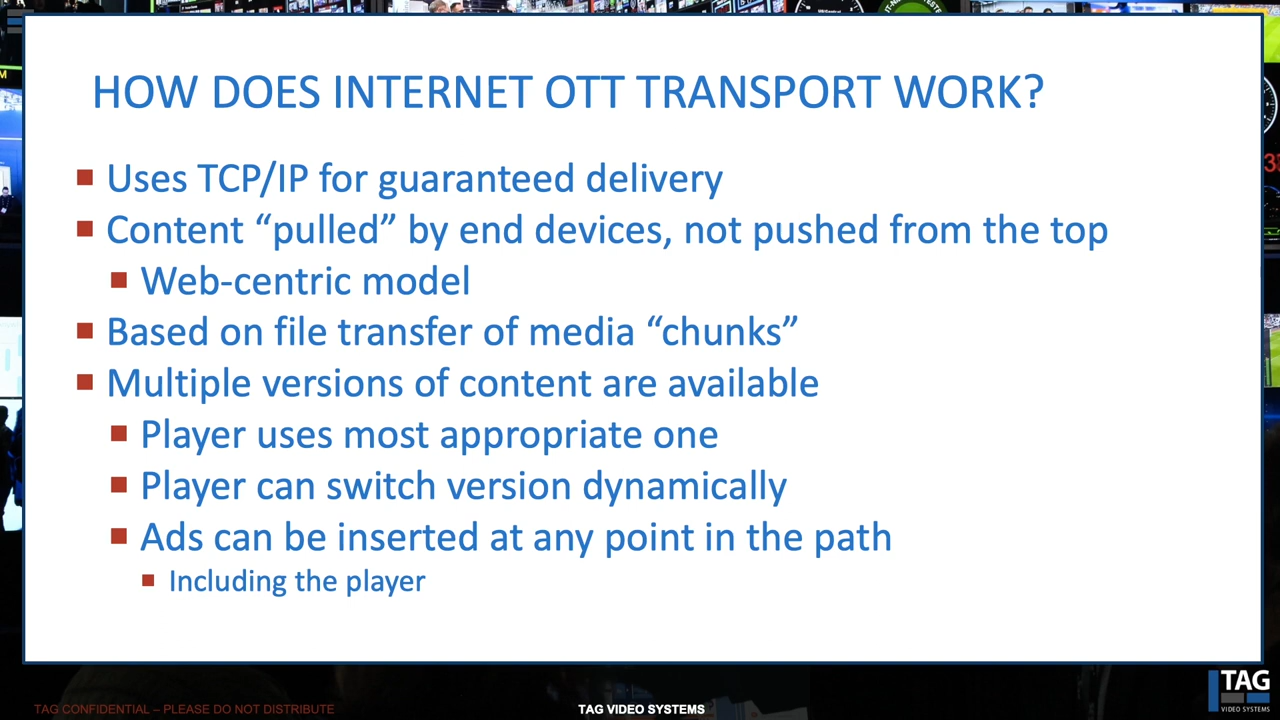 HOW DOES INTERNET OTT TRANSPORT WORK?
Uses TCP/IP for guaranteed delivery
Content “pulled” by end devices, not pushed from the top
Web-centric model
Based on file transfer of media “chunks”
Multiple versions of content are available
Player uses most appropriate one
Player can switch version dynamically
Ads can be inserted at any point in the path
Including the player
TAG CONFIDENTIAL – PLEASE DO NOT DISTRIBUTE
TAG VIDEO SYSTEMS
TAG
VIDEO SYSTEMS